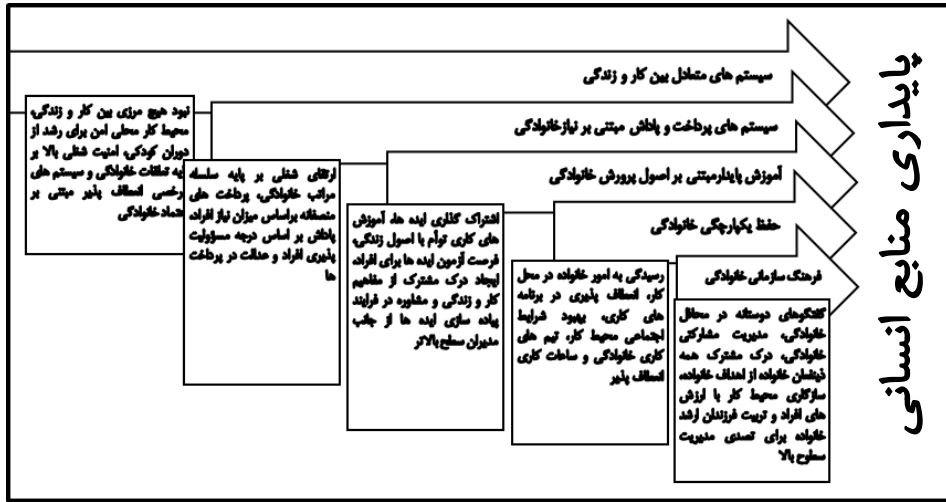 پایداری منابع انسانی
سیستم های متعادل بین کار و زندگی
نبود هیچ مرزی بین کار و زندگی،
محیط کار محلی امن برای رشد از
دوران کودکی، امنیت شغلی بالا بر
یه تعلقات خانوادگی و سیستم های
رخصی انعطاف پذیر مبتنی بر
عتماد خانوادگی
سیستم های پرداخت و پاداش مبتنی بر نیازخانوادگی
ارتقای شغلی بر پایه سلسله
مراتب خانوادگی، پرداخت های
منصفانه براساس میزان نیاز افراد،
پاداش بر اساس درجه مسؤولیت
پذیری افراد و عدالت در پرداخت
ها
آموزش پایدارمبتنی بر اصول پرورش خانوادگی
اشتراک گذاری ایده ها، آموزش
های کاری توأم با اصول زندگی،
فرصت آزمون ایده ها برای افراد،
ایجاد درک مشترک از مفاهیم
کار و زندگی و مشاوره در فرایند
پیاده سازی ایده ها از جانب
مدیران سطح بالاتر
حفظ یکپارچگی خانوادگی
رسیدگی به امور خانواده در محل
کار، انعطاف پذیری در برنامه
های کاری، بهبود شرایط
اجتماعی محیط کار، تیم های
کاری خانوادگی و ساعات کاری
انعطاف پذیر
فرهنگ سازمانی خانوادگی
گفتگوهای دوستانه در محافل
خانوادگی، مدیریت مشارکتی
خانوادگی، درک مشترک همه
ذینفعان خانواده از اهداف خانواده،
سازگاری محیط کار با ارزش
های افراد و تربیت فرزندان ارشد
خانواده برای تصدی مدیریت
سطوح بالا